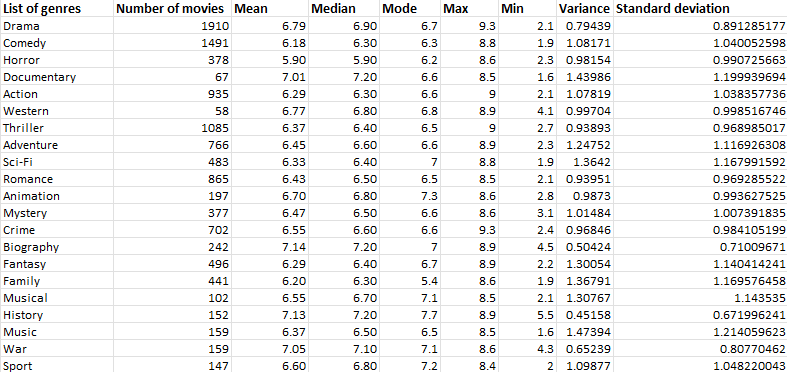 List of genres Number of movies Mean Median Mode Max Min Variance Standard deviation
Drama 1910 6.79 6.90 6.7 9.3 2.1 0.79439 0.891285177
Comedy 1491 6.18 6.30 6.3 8.8 1.9 1.08171 1.040052598
Horror 378 5.90 5.90 6.2 8.6 2.3 0.98154 0.990725663
Documentary 67 7.01 7.20 6.6 8.5 1.6 1.43986 1.199939694
Action 935 6.29 6.30 6.6 9 2.1 1.07819 1.038357736
Western 58 6.77 6.80 6.8 8.9 4.1 0.99704 0.998516746
Thriller 1085 6.37 6.40 6.5 9 2.7 0.93893 0.968985017
Adventure 766 6.45 6.60 6.6 8.9 2.3 1.24752 1.116926308
Sci-Fi 483 6.33 6.40 7 8.8 1.9 1.3642 1.167991592
Romance 865 6.43 6.50 6.5 8.5 2.1 0.93951 0.969285522
Animation 197 6.70 6.80 7.3 8.6 2.8 0.9873 0.993627525
Mystery 377 6.47 6.50 6.6 8.6 3.1 1.01484 1.007391835
Crime 702 6.55 6.60 6.6 9.3 2.4 0.96846 0.984105199
Biography 242 7.14 7.20 7 8.9 4.5 0.50424 0.71009671
Fantasy 496 6.29 6.40 6.7 8.9 2.2 1.30054 1.140414241
Family 441 6.20 6.30 5.4 8.6 1.9 1.36791 1.169576458
Musical 102 6.55 6.70 7.1 8.5 2.1 1.30767 1.143535
History 152 7.13 7.20 7.7 8.9 5.5 0.45158 0.671996241
Music 159 6.37 6.50 6.5 8.5 1.6 1.47394 1.214059623
War 159 7.05 7.10 7.1 8.6 4.3 0.65239 0.80770462
Sport 147 6.60 6.80 7.2 8.4 2 1.09877 1.048220043